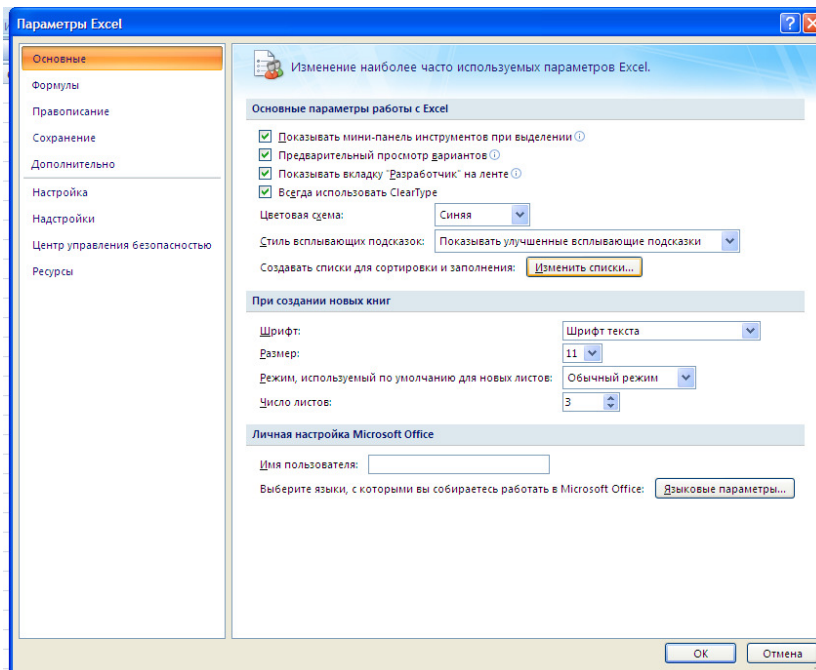 Параметры Excel
Основные
Формулы
Правописание
Сохранение
Дополнительно
Настройка
Надстройки
Центр управления безопасностью
Ресурсы
Изменение наиболее часто используемых параметров Excel.
Основные параметры работы с Excel
Показывать мини-панель инструментов при выделении
Предварительный просмотр вариантов
Показывать вкладку "Разработчик" на ленте
Всегда использовать ClearType
Цветовая схема: Синяя
Стиль всплывающих подсказок: Показывать улучшенные всплывающие подсказки
Создавать списки для сортировки и заполнения: Изменить списки...
При создании новых книг
Шрифт: Шрифт текста
Размер: 11
Режим, используемый по умолчанию для новых листов: Обычный режим
Число листов: 3
Личная настройка Microsoft Office
Имя пользователя:
Выберите языки, с которыми вы собираетесь работать в Microsoft Office: Языковые параметры...
ОК Отмена